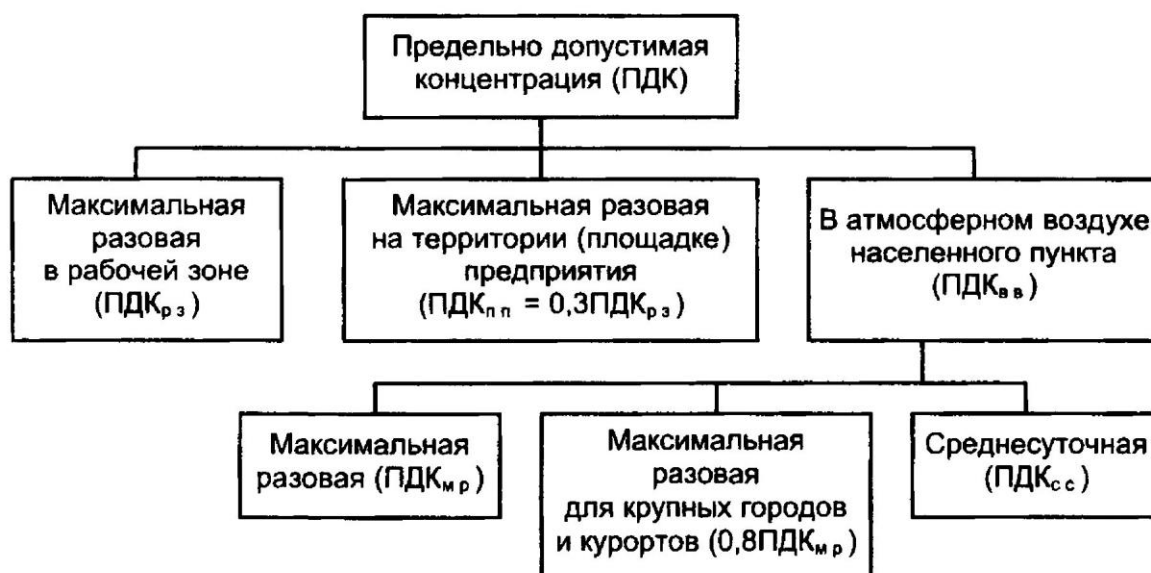 Предельно допустимая
концентрация (ПДК)
Максимальная
разовая
в рабочей зоне
(ПДКр з)
Максимальная разовая
на территории (площадке)
предприятия
(ПДКп п = 0,3ПДКр з)
В атмосферном воздухе
населенного пункта
(ПДКв в)
Максимальная
разовая (ПДКм р)
Максимальная
разовая
для крупных городов
и курортов (0,8ПДКм р)
Среднесуточная
(ПДКс с)